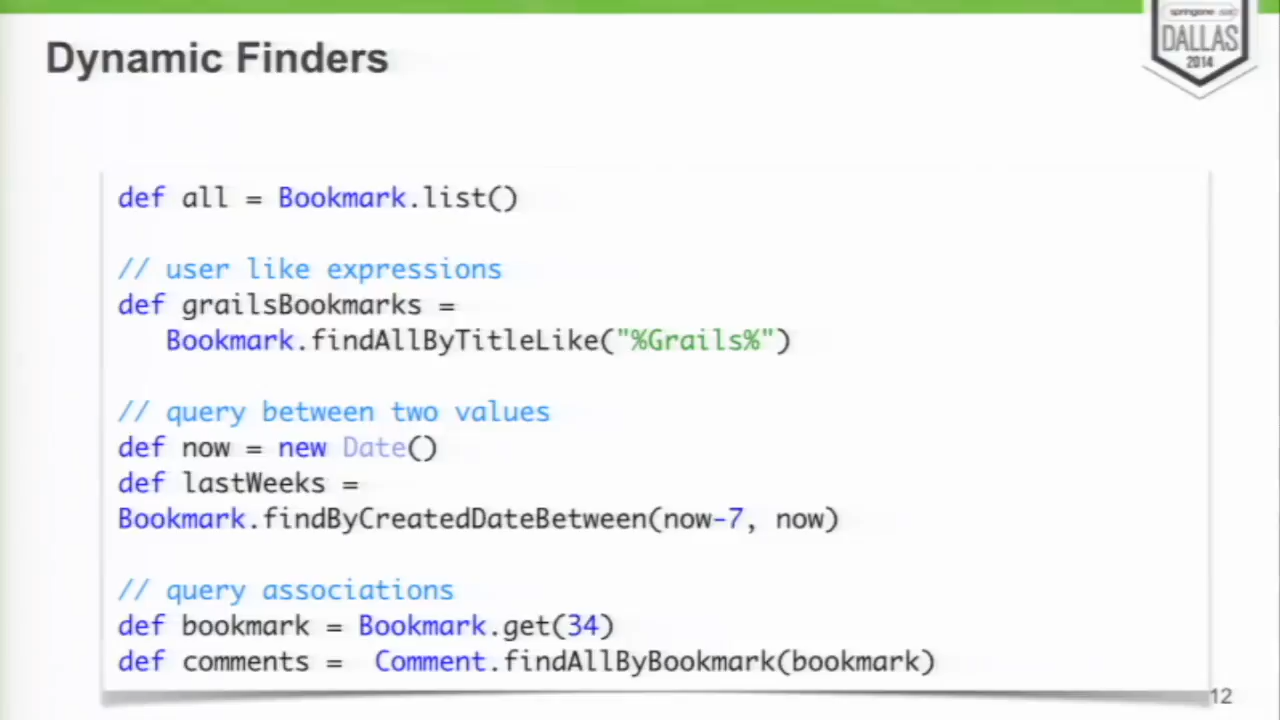 Dynamic Finders
springone
DALLAS
2014
def all = Bookmark.list()
// user like expressions
def grailsBookmarks =
Bookmark.findAllByTitleLike("%Grails%")
// query between two values
def now = new Date()
def lastWeeks =
Bookmark.findByCreatedDateBetween(now-7, now)
// query associations
def bookmark = Bookmark.get(34)
def comments = Comment.findAllByBookmark(bookmark)
12